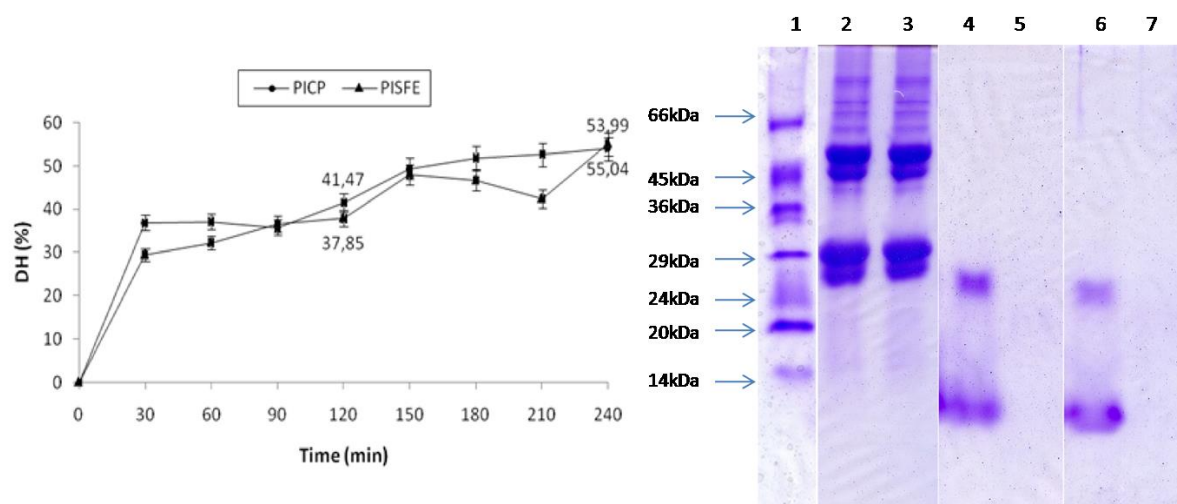 PICP PISFE
60
50
40
30
20
10
0
DH (%)
53,99
55,04
41,47
37,85
0 30 60 90 120 150 180 210 240
Time (min)
1 2 3 4 5 6 7
66kDa
45kDa
36kDa
29kDa
24kDa
20kDa
14kDa